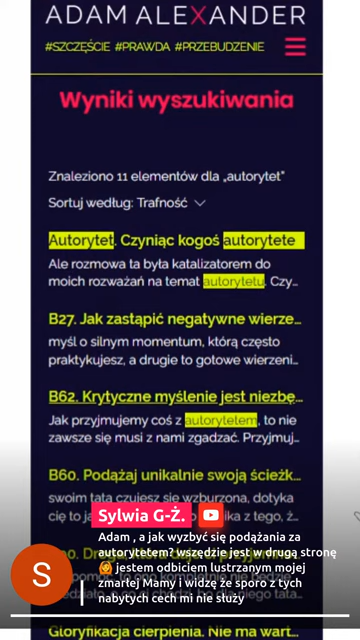 ADAM ALEXANDER
#SZCZĘŚCIE #PRAWDA #PRZEBUDZENIE
Wyniki wyszukiwania
Znaleziono 11 elementów dla „autorytet”
Sortuj według: Trafność
Autorytet. Czyniąc kogoś autorytete
Ale rozmowa ta była katalizatorem do
moich rozważań na temat autorytetu. Czy...
B27. Jak zastąpić negatywne wierze...
myśl o silnym momentum, którą często
praktykujesz, a drugie to gotowe wierzeni...
B62. Krytyczne myślenie jest niezbę...
Jak przyjmujemy coś z autorytetem, to nie
zawsze się musi z nami zgadzać. Przyjmuj...
B60. Podążaj unikalnie swoją ścieżk...
swoim tata czujesz się wzburzona, dotyka
cię to
Sylwia G-Ż.
S
Adam , a jak wyzbyć się podążania za
autorytetem? wszędzie jest w drugą stronę
🙆 jestem odbiciem lustrzanym mojej
zmarłej Mamy i widzę że sporo z tych
nabytych cech mi nie służy
Gloryfikacja cierpienia. Nie ma wart...